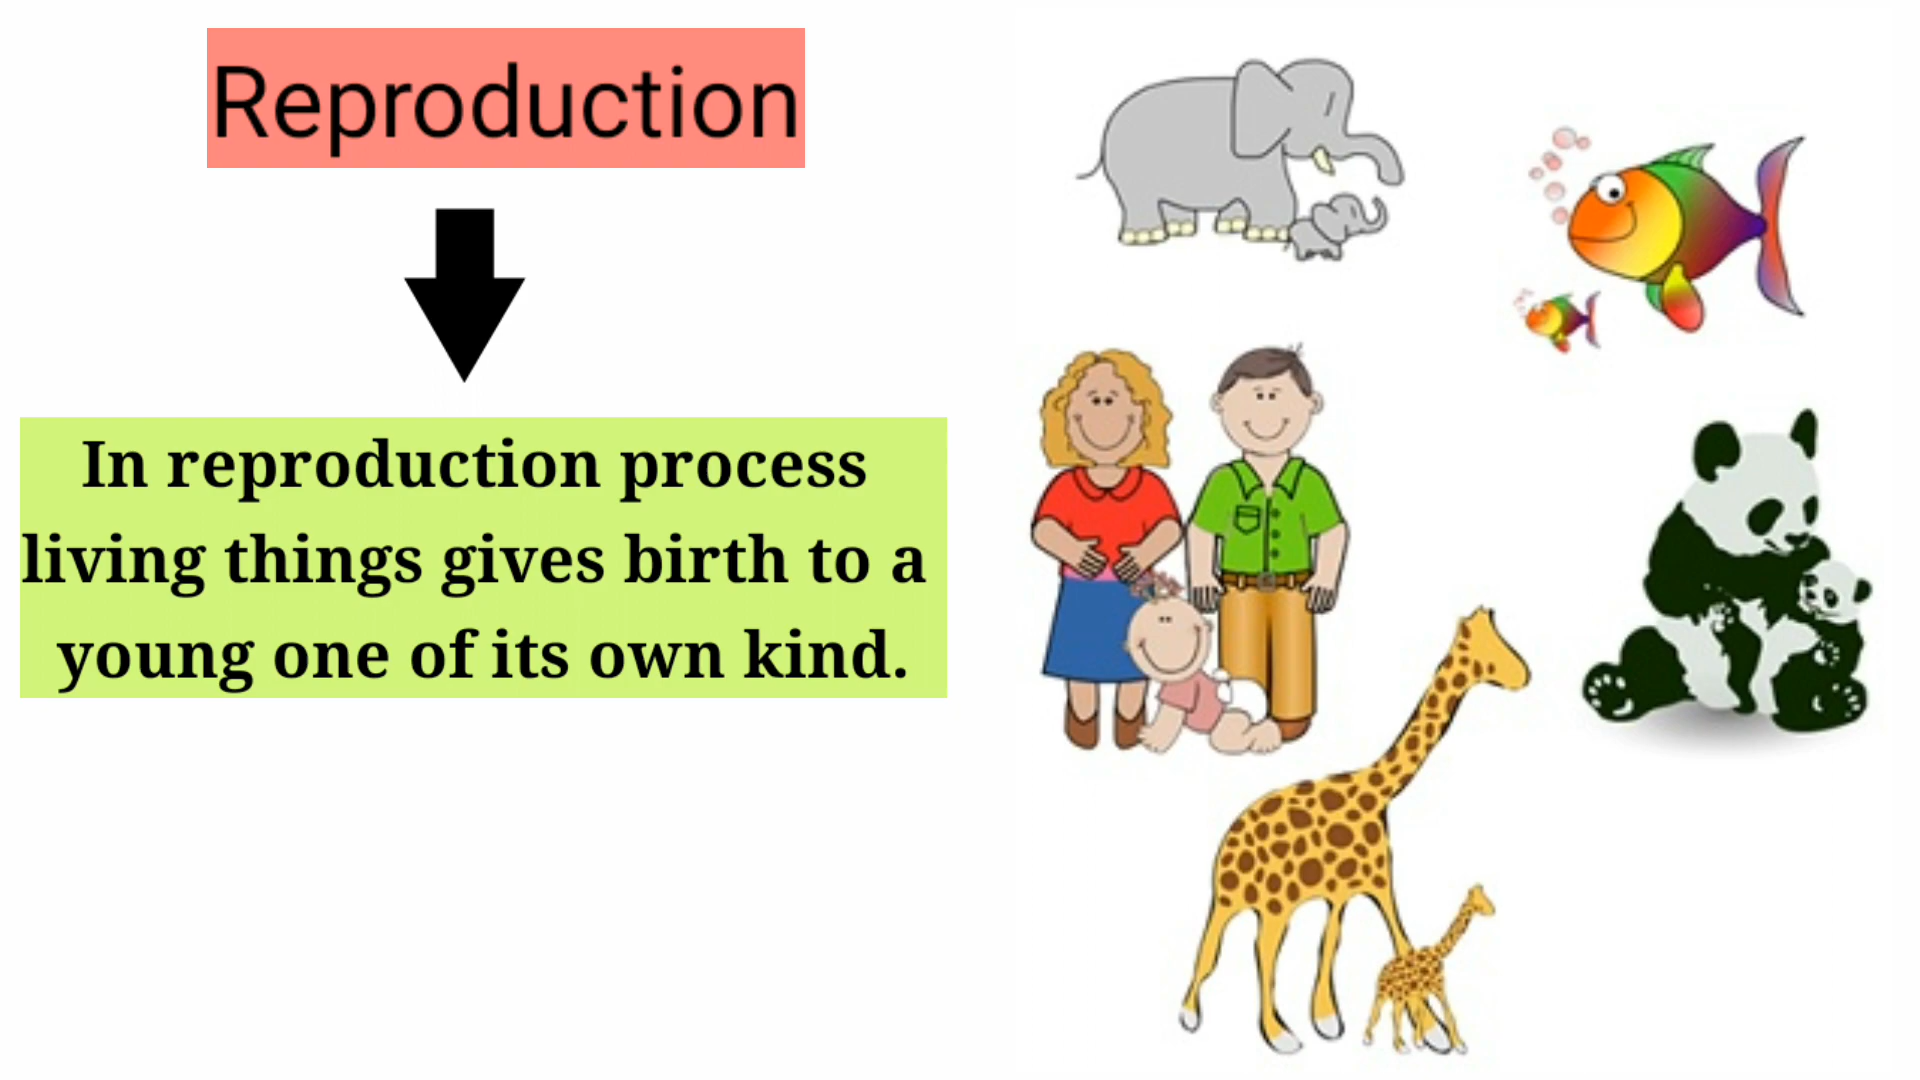 Reproduction
In reproduction process
living things gives birth to a
young one of its own kind.